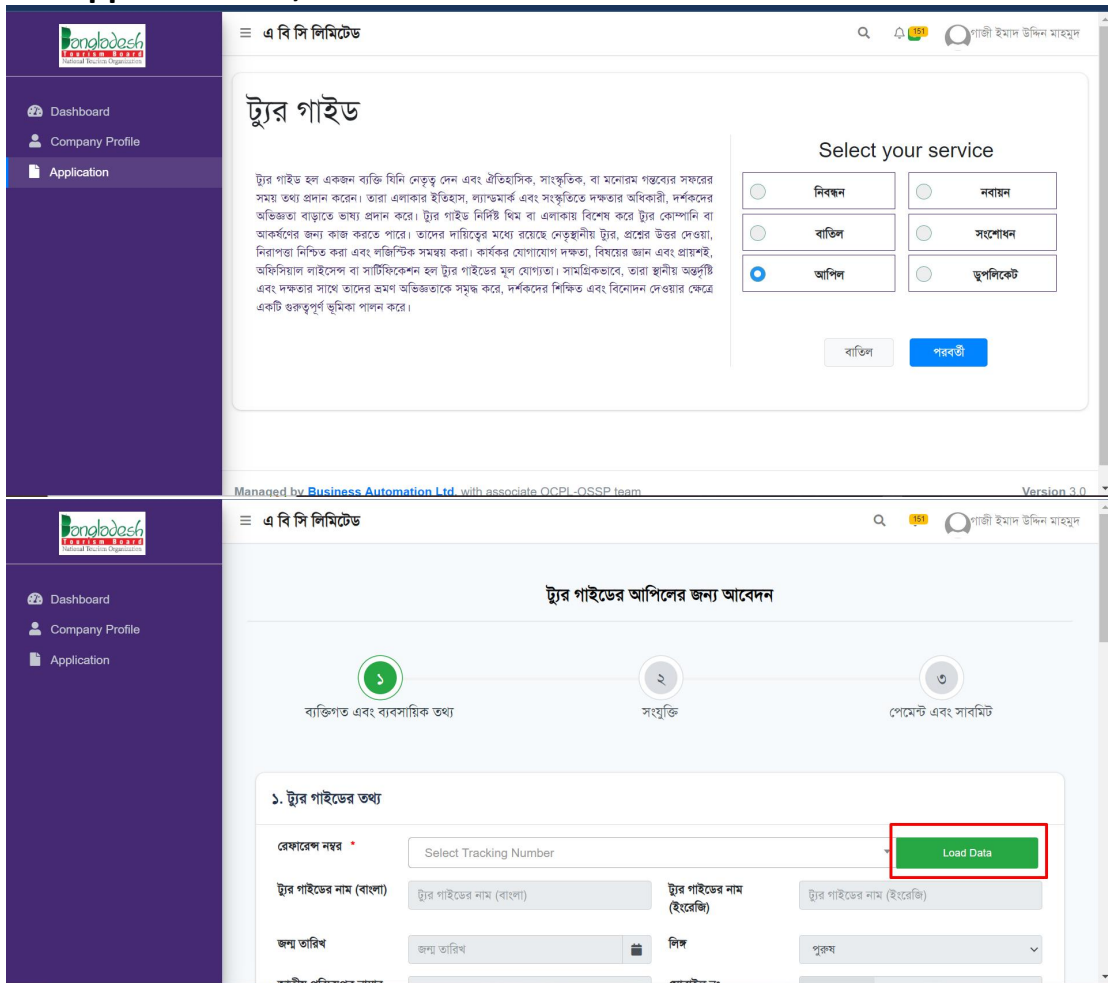 Bangladesh
Tourism Board
National Tourism Organization
এ বি সি লিমিটেড
151
গাজী ইমাদ উদ্দিন মাহমুদ
Dashboard
Company Profile
Application
ট্যুর গাইড
ট্যুর গাইড হল একজন ব্যক্তি যিনি নেতৃত্ব দেন এবং ঐতিহাসিক, সাংস্কৃতিক, বা মনোরম গন্তব্যের সফরের
সময় তথ্য প্রদান করেন। তারা এলাকার ইতিহাস, ল্যান্ডমার্ক এবং সংস্কৃতিতে দক্ষতার অধিকারী, দর্শকদের
অভিজ্ঞতা বাড়াতে ভাষ্য প্রদান করে। ট্যুর গাইড নির্দিষ্ট থিম বা এলাকায় বিশেষ করে ট্যুর কোম্পানি বা
আকর্ষণের জন্য কাজ করতে পারে। তাদের দায়িত্বের মধ্যে রয়েছে নেতৃস্থানীয় ট্যুর, প্রশ্নের উত্তর দেওয়া,
নিরাপত্তা নিশ্চিত করা এবং লজিস্টিক সমন্বয় করা। কার্যকর যোগাযোগ দক্ষতা, বিষয়ের জ্ঞান এবং প্রায়শই,
অফিসিয়াল লাইসেন্স বা সার্টিফিকেশন হল ট্যুর গাইডের মূল যোগ্যতা। সামগ্রিকভাবে, তারা স্থানীয় অন্তর্দৃষ্টি
এবং দক্ষতার সাথে তাদের ভ্রমণ অভিজ্ঞতাকে সমৃদ্ধ করে, দর্শকদের শিক্ষিত এবং বিনোদন দেওয়ার ক্ষেত্রে
একটি গুরুত্বপূর্ণ ভূমিকা পালন করে।
Select your service
নিবন্ধন নবায়ন
বাতিল সংশোধন
আপিল ডুপলিকেট
বাতিল পরবর্তী
Managed by Business Automation Ltd. with associate OCPL-OSSP team Version 3.0
Bangladesh
Tourism Board
National Tourism Organization
এ বি সি লিমিটেড
151
গাজী ইমাদ উদ্দিন মাহমুদ
Dashboard
Company Profile
Application
ট্যুর গাইডের আপিলের জন্য আবেদন
১ ২ ৩
ব্যক্তিগত এবং ব্যবসায়িক তথ্য সংযুক্তি পেমেন্ট এবং সাবমিট
১. ট্যুর গাইডের তথ্য
রেফারেন্স নম্বর * Select Tracking Number Load Data
ট্যুর গাইডের নাম (বাংলা) ট্যুর গাইডের নাম (বাংলা) ট্যুর গাইডের নাম
(ইংরেজি) ট্যুর গাইডের নাম (ইংরেজি)
জন্ম তারিখ জন্ম তারিখ লিঙ্গ পুরুষ